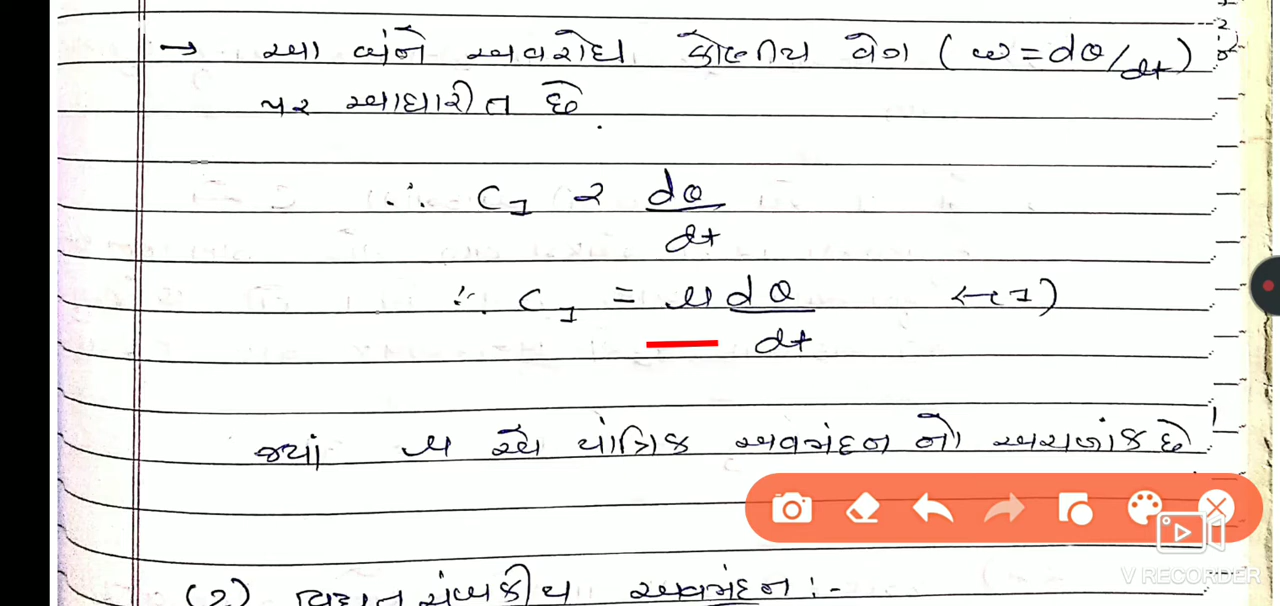 → આ બંને અવરોધ કોણીય વેગ ( ω = dθ/dt )
પર આધારીત છે
∴ C₁ α dθ/dt
∴ C₁ = μ dθ/dt ←(1)
જ્યાં μ એ યાંત્રિક અવમંદન નો અચળાંક છે
(2) વિદ્યુત ચુંબકીય અવમંદન :-
V RECORDER